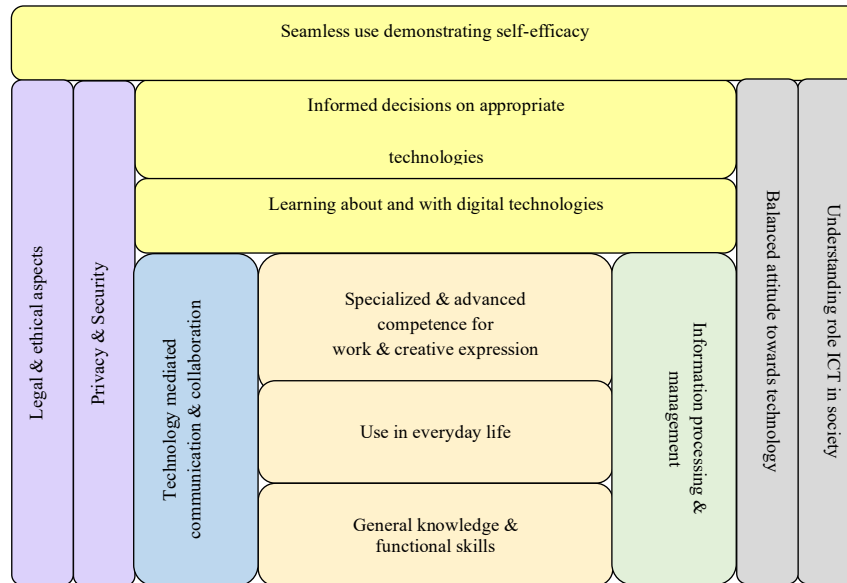 Seamless use demonstrating self-efficacy
Informed decisions on appropriate
technologies
Learning about and with digital technologies
Legal & ethical aspects
Privacy & Security
Technology mediated
communication & collaboration
Specialized & advanced
competence for
work & creative expression
Use in everyday life
General knowledge &
functional skills
Information processing &
management
Balanced attitude towards technology
Understanding role ICT in society